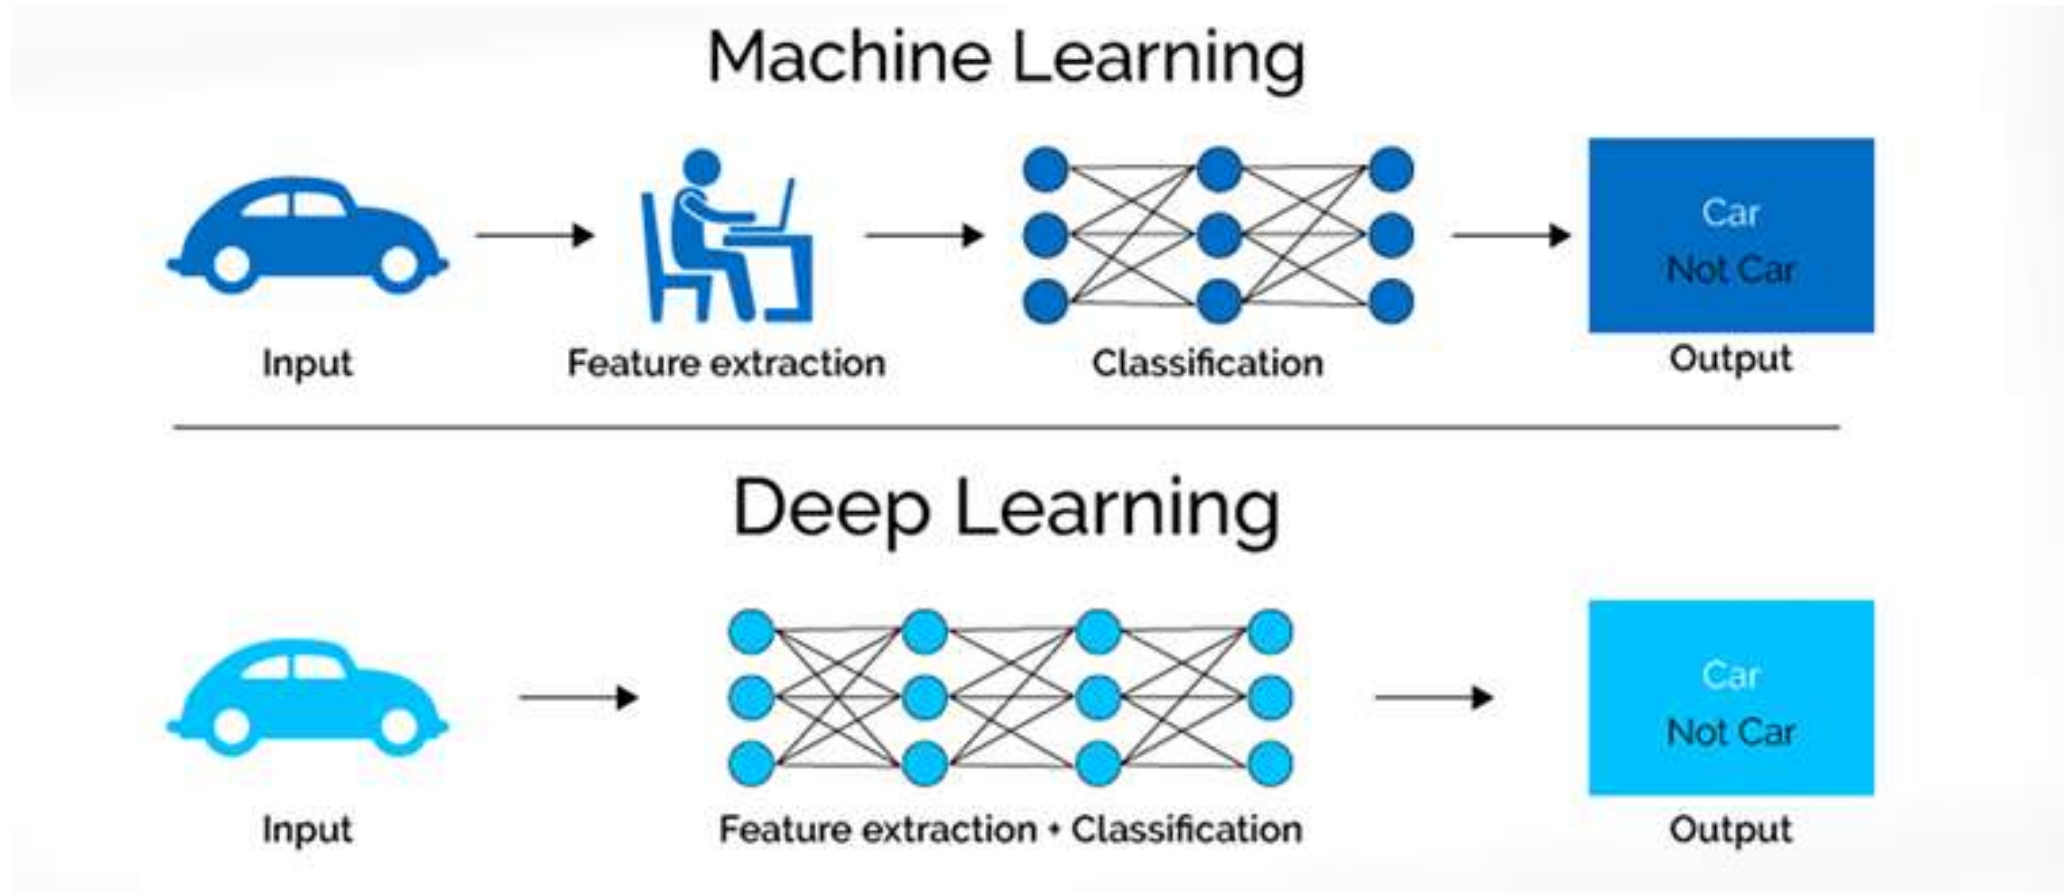 Machine Learning
Car
Not Car
Input
Feature extraction
Classification
Output
Deep Learning
Car
Not Car
Input
Feature extraction + Classification
Output